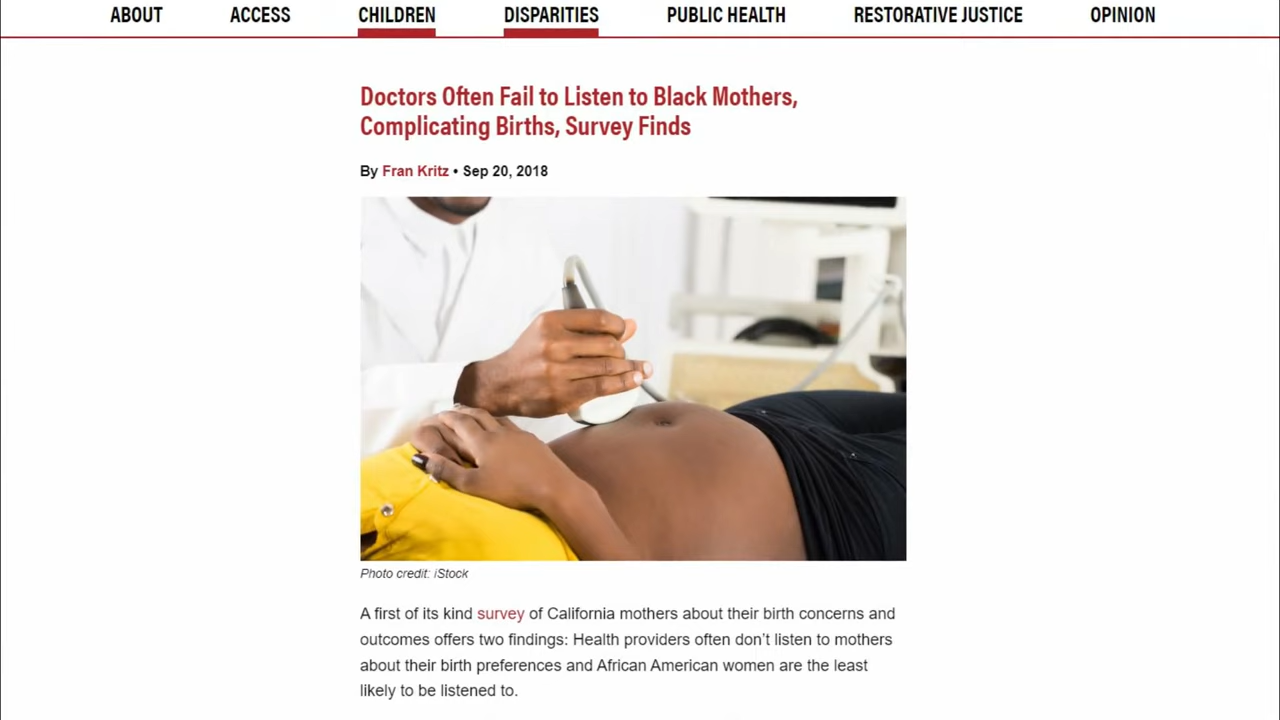 ABOUT ACCESS CHILDREN DISPARITIES PUBLIC HEALTH RESTORATIVE JUSTICE OPINION
Doctors Often Fail to Listen to Black Mothers,
Complicating Births, Survey Finds
By Fran Kritz • Sep 20, 2018
Photo credit: iStock
A first of its kind survey of California mothers about their birth concerns and
outcomes offers two findings: Health providers often don’t listen to mothers
about their birth preferences and African American women are the least
likely to be listened to.